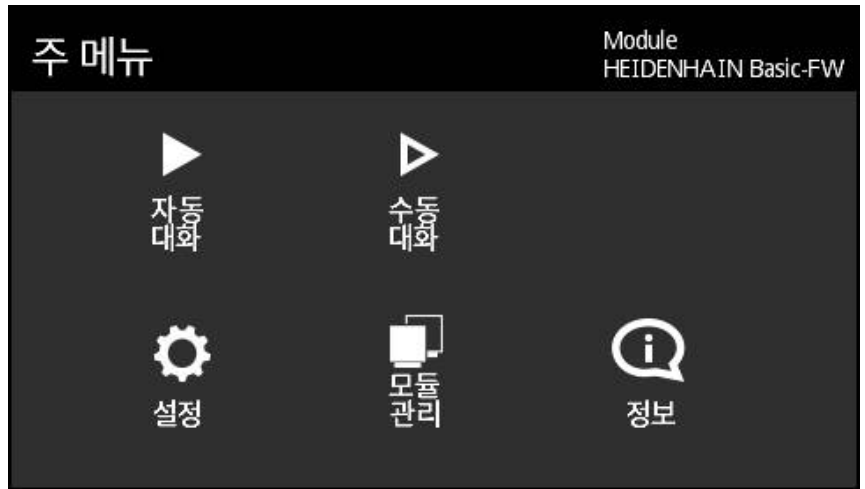 주 메뉴
Module
HEIDENHAIN Basic-FW
자동
대화
수동
대화
설정
모듈
관리
정보